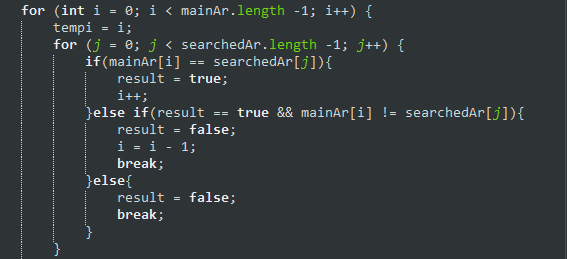 for (int i = 0; i < mainAr.length -1; i++) {
tempi = i;
for (j = 0; j < searchedAr.length -1; j++) {
if(mainAr[i] == searchedAr[j]){
result = true;
i++;
}else if(result == true && mainAr[i] != searchedAr[j]){
result = false;
i = i - 1;
break;
}else{
result = false;
break;
}
}